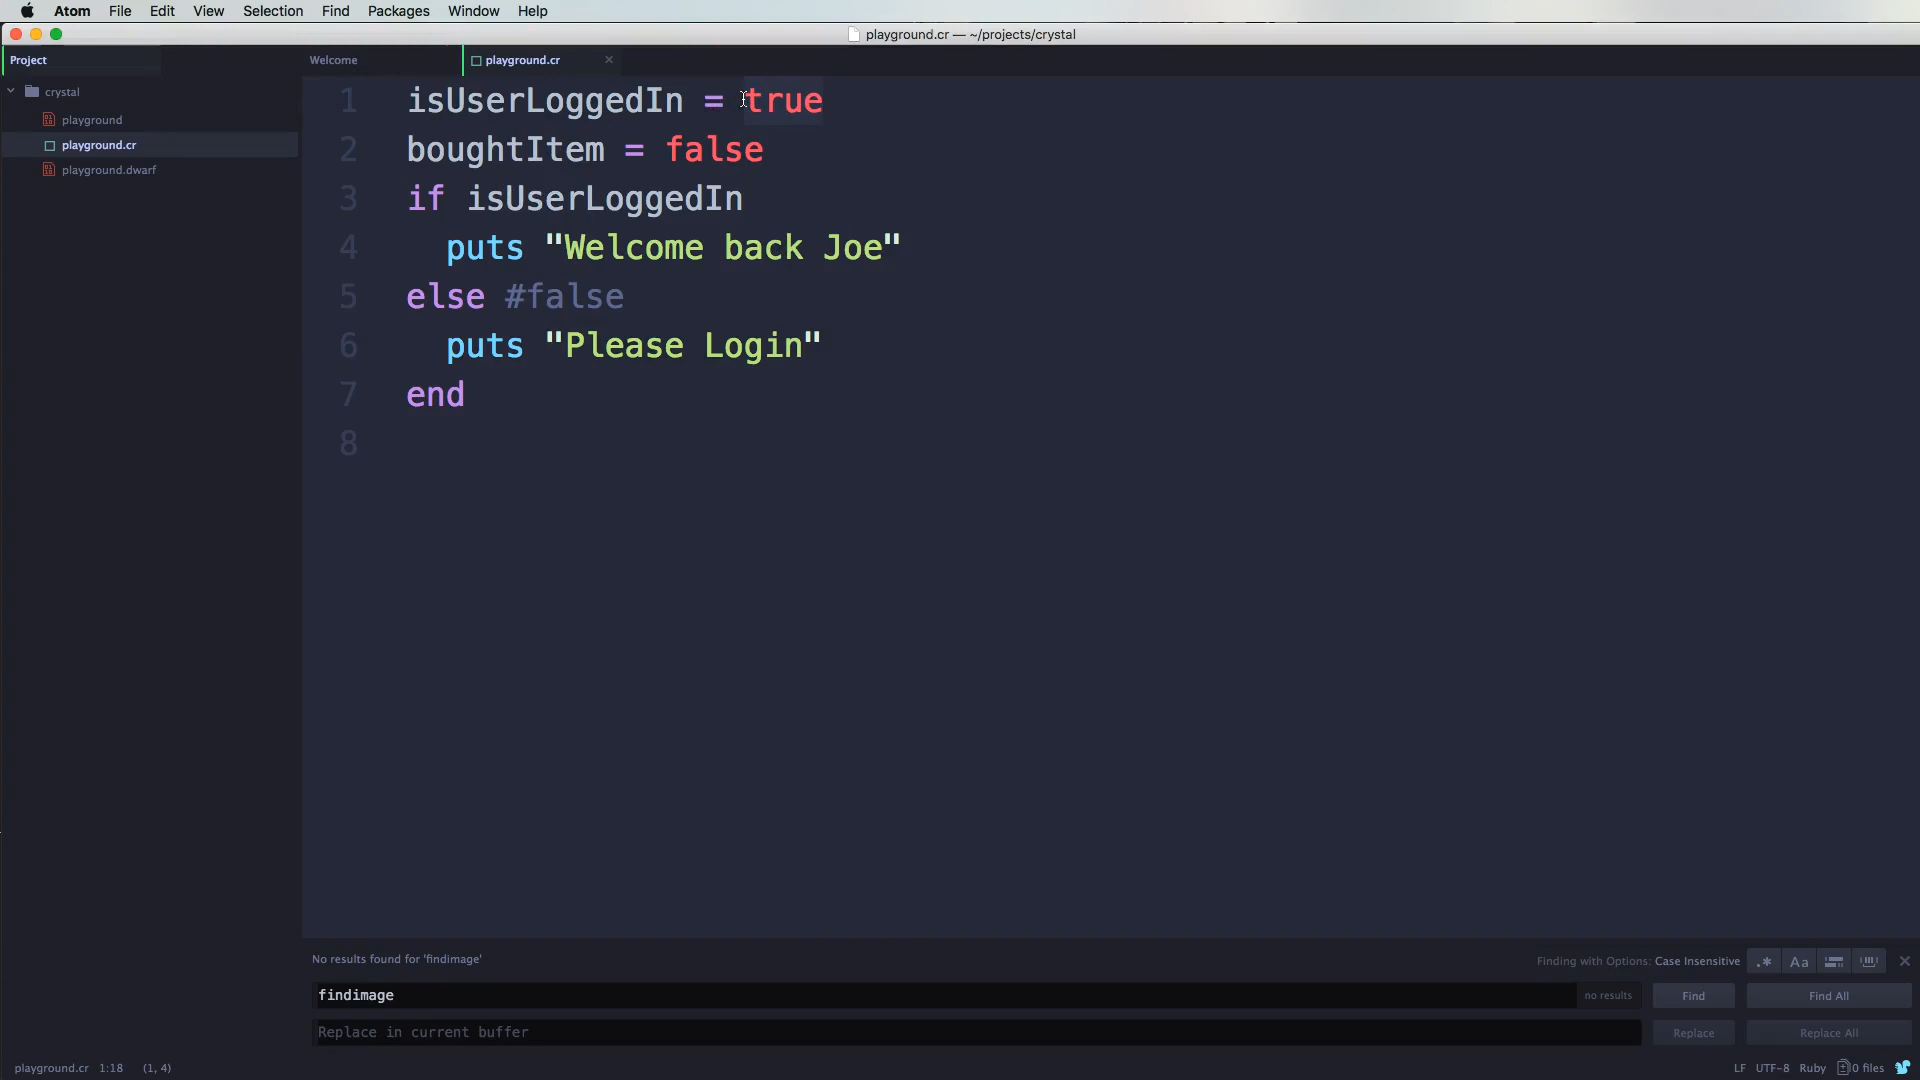 Atom File Edit View Selection Find Packages Window Help
playground.cr — ~/projects/crystal
Project
Welcome
playground.cr
crystal
playground
playground.cr
playground.dwarf
1 isUserLoggedIn = true
2 boughtItem = false
3 if isUserLoggedIn
4 puts "Welcome back Joe"
5 else #false
6 puts "Please Login"
7 end
8
No results found for 'findimage'
Finding with Options: Case Insensitive
.* Aa
findimage
no results
Find
Find All
Replace in current buffer
Replace
Replace All
playground.cr 1:18 (1, 4)
LF UTF-8 Ruby 0 files